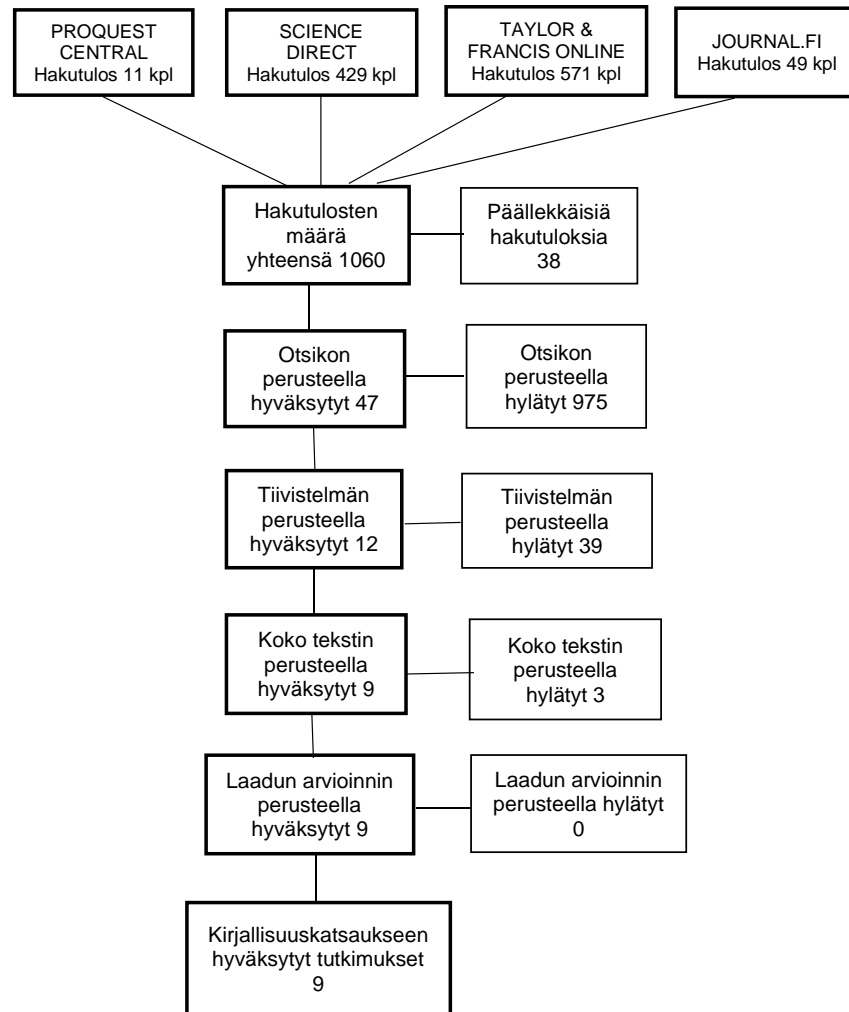 PROQUEST
CENTRAL
Hakutulos 11 kpl
SCIENCE
DIRECT
Hakutulos 429 kpl
TAYLOR &
FRANCIS ONLINE
Hakutulos 571 kpl
JOURNAL.FI
Hakutulos 49 kpl
Hakutulosten
määrä
yhteensä 1060
Päällekkäisiä
hakutuloksia
38
Otsikon
perusteella
hyväksytyt 47
Otsikon
perusteella
hylätyt 975
Tiivistelmän
perusteella
hyväksytyt 12
Tiivistelmän
perusteella
hylätyt 39
Koko tekstin
perusteella
hyväksytyt 9
Koko tekstin
perusteella
hylätyt 3
Laadun arvioinnin
perusteella
hyväksytyt 9
Laadun arvioinnin
perusteella hylätyt
0
Kirjallisuuskatsaukseen
hyväksytyt tutkimukset
9